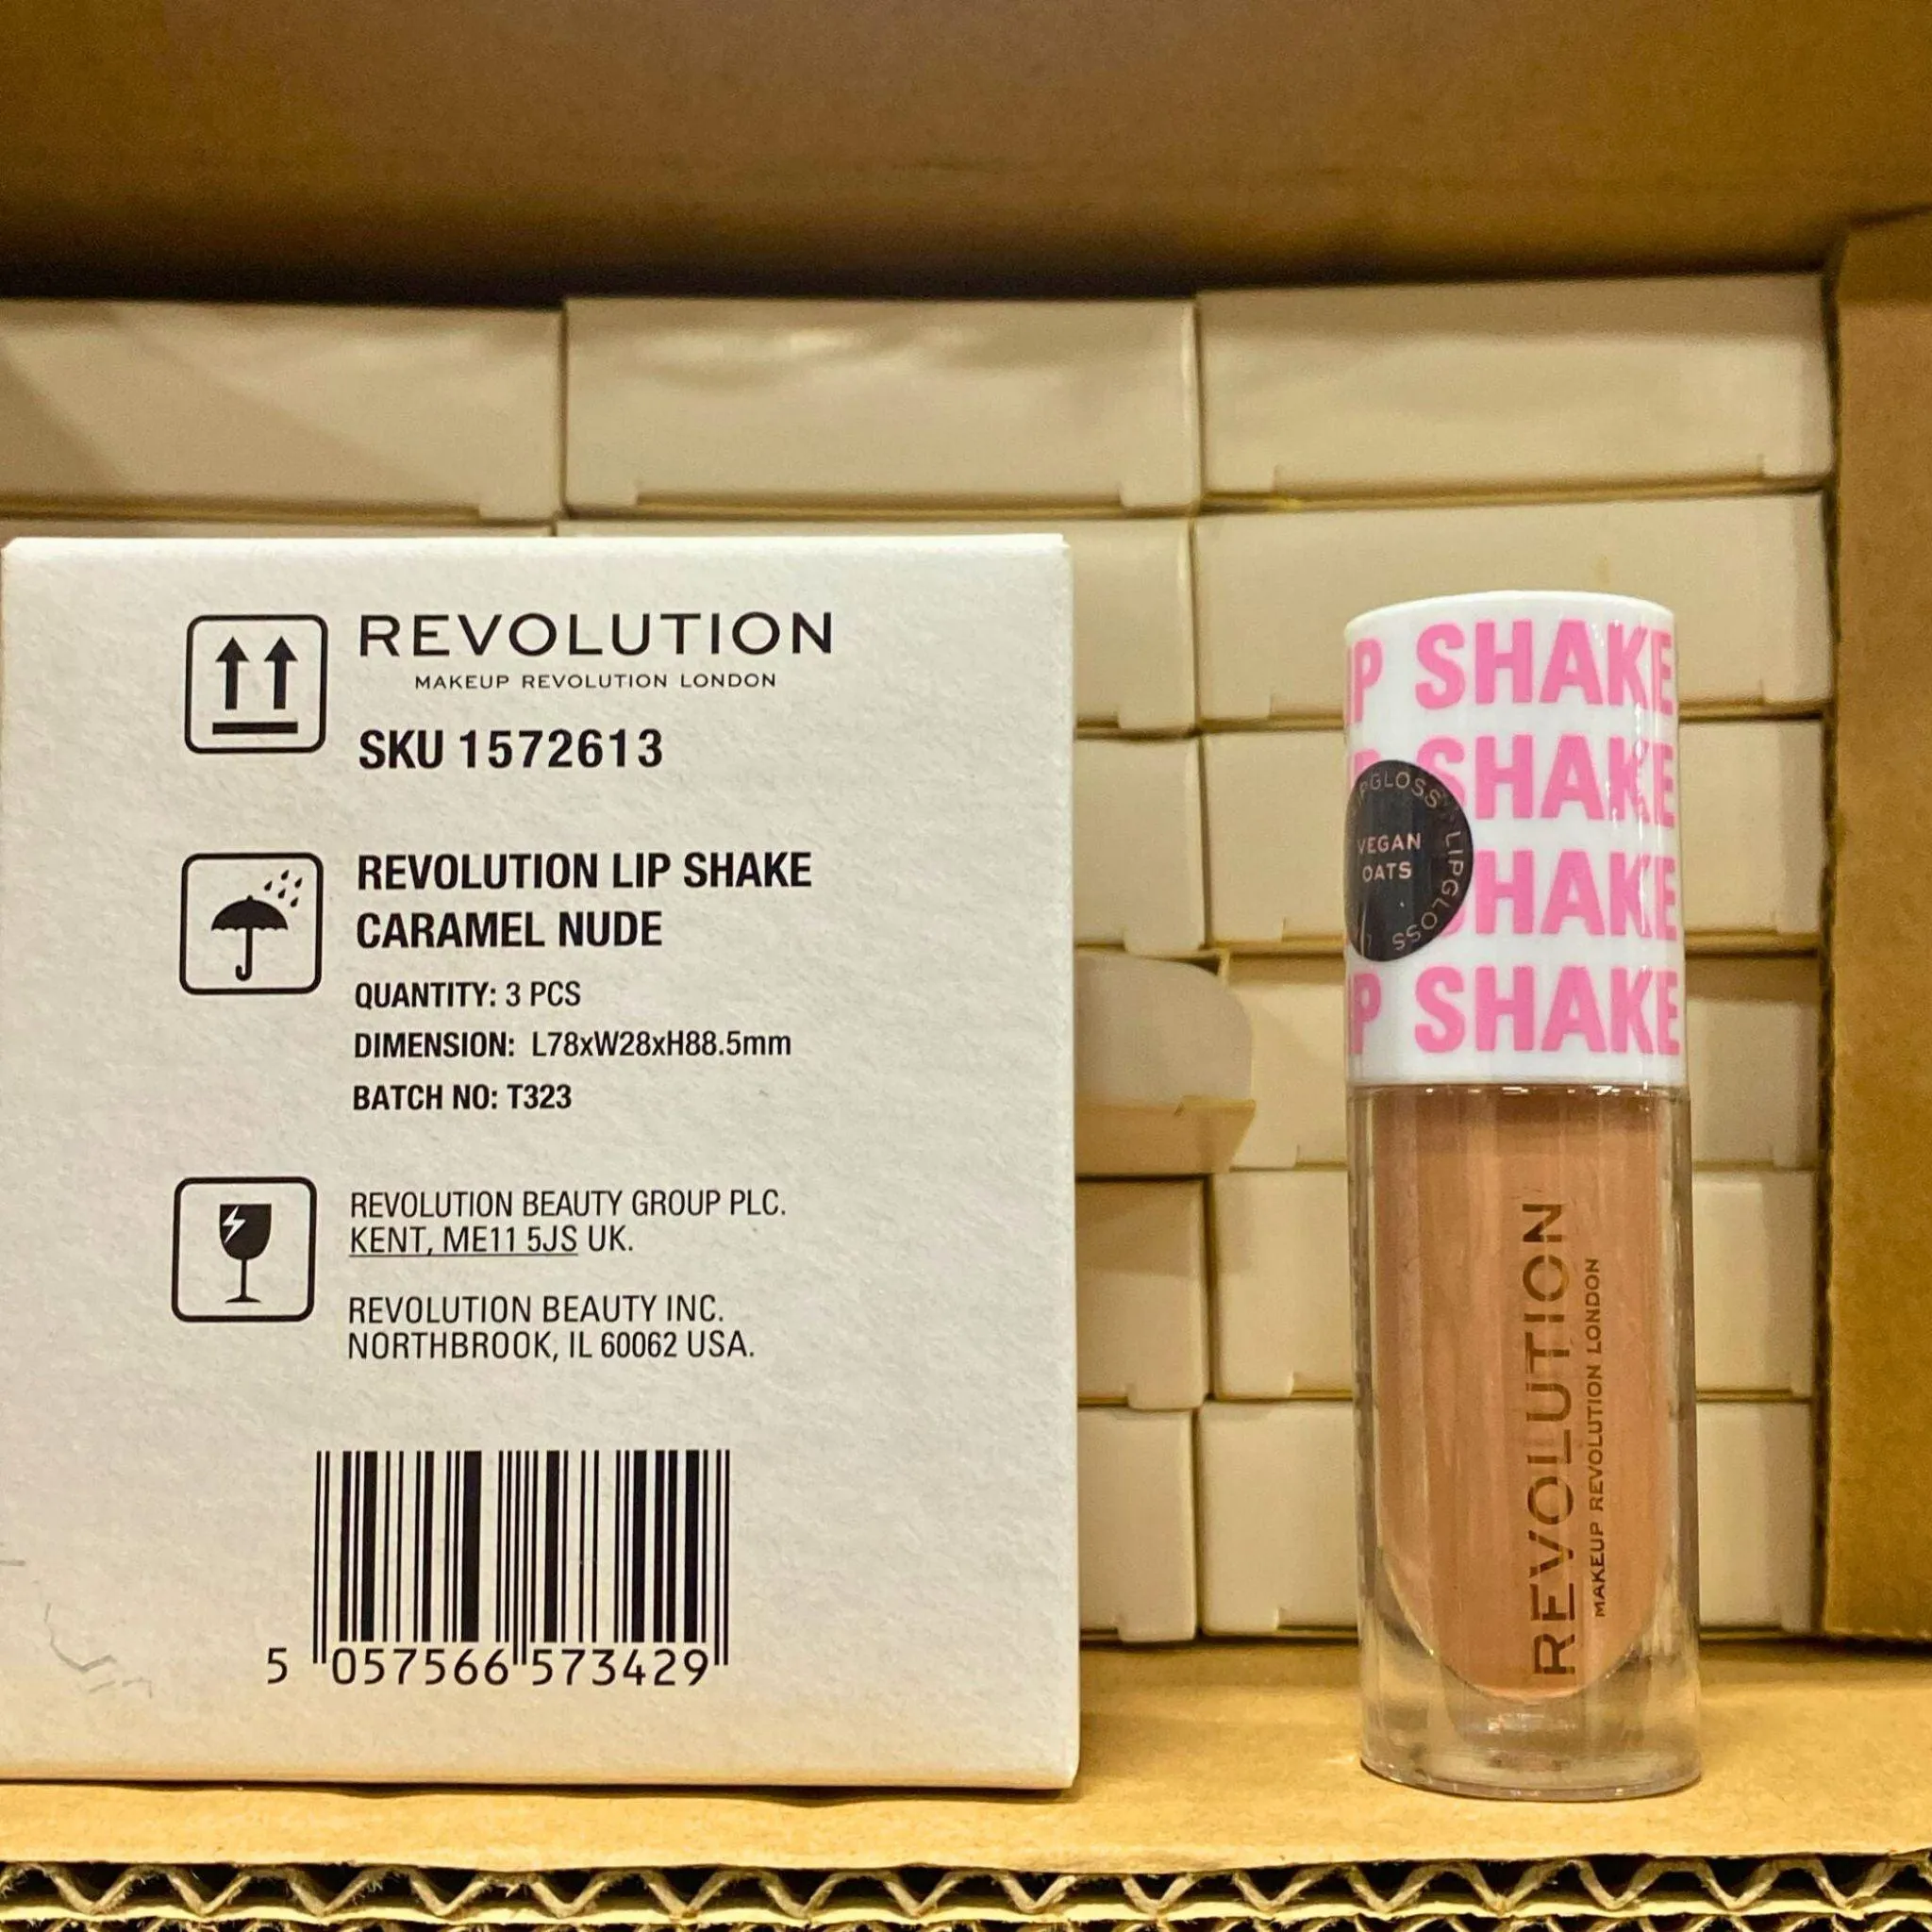 REVOLUTION
MAKEUP REVOLUTION LONDON
SKU 1572613
REVOLUTION LIP SHAKE
CARAMEL NUDE
QUANTITY: 3 PCS
DIMENSION: L78xW28xH88.5mm
BATCH NO: T323
REVOLUTION BEAUTY GROUP PLC.
KENT, ME11 5JS UK.
REVOLUTION BEAUTY INC.
NORTHBROOK, IL 60062 USA.
5 057566 573429
SHAKE
SHAKE
SHAKE
SHAKE
LIPGLOSS
VEGAN
OATS
REVOLUTION
MAKEUP REVOLUTION LONDON